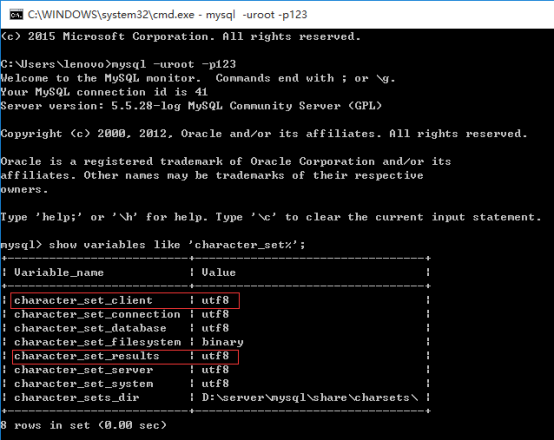 C:\WINDOWS\system32\cmd.exe - mysql  -uroot -p123
(c) 2015 Microsoft Corporation. All rights reserved.
C:\Users\lenovo>mysql -uroot -p123
Welcome to the MySQL monitor.  Commands end with ; or \g.
Your MySQL connection id is 41
Server version: 5.5.28-log MySQL Community Server (GPL)
Copyright (c) 2000, 2012, Oracle and/or its affiliates. All rights reserved.
Oracle is a registered trademark of Oracle Corporation and/or its
affiliates. Other names may be trademarks of their respective
owners.
Type 'help;' or '\h' for help. Type '\c' to clear the current input statement.
mysql> show variables like 'character_set%';
+--------------------------+-------------------------------+
| Variable_name            | Value                         |
+--------------------------+-------------------------------+
| character_set_client     | utf8                          |
| character_set_connection | utf8                          |
| character_set_database   | utf8                          |
| character_set_filesystem | binary                        |
| character_set_results    | utf8                          |
| character_set_server     | utf8                          |
| character_set_system     | utf8                          |
| character_sets_dir       | D:\server\mysql\share\charsets\ |
+--------------------------+-------------------------------+
8 rows in set (0.00 sec)